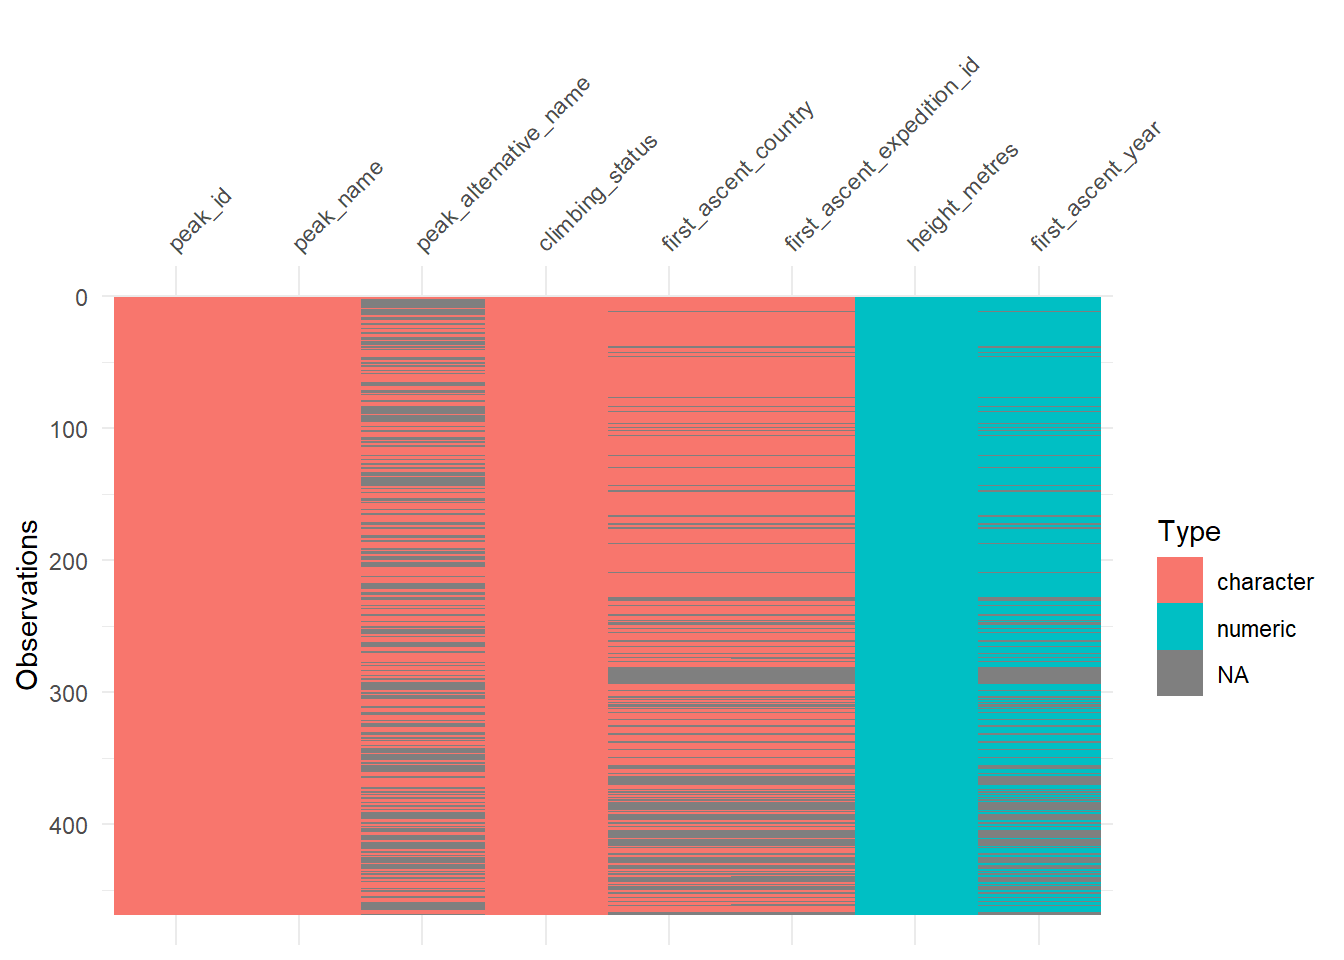 peak_id
peak_name
peak_alternative_name
climbing_status
first_ascent_country
first_ascent_expedition_id
height_metres
first_ascent_year
0
100
200
300
400
Observations
Type
character
numeric
NA